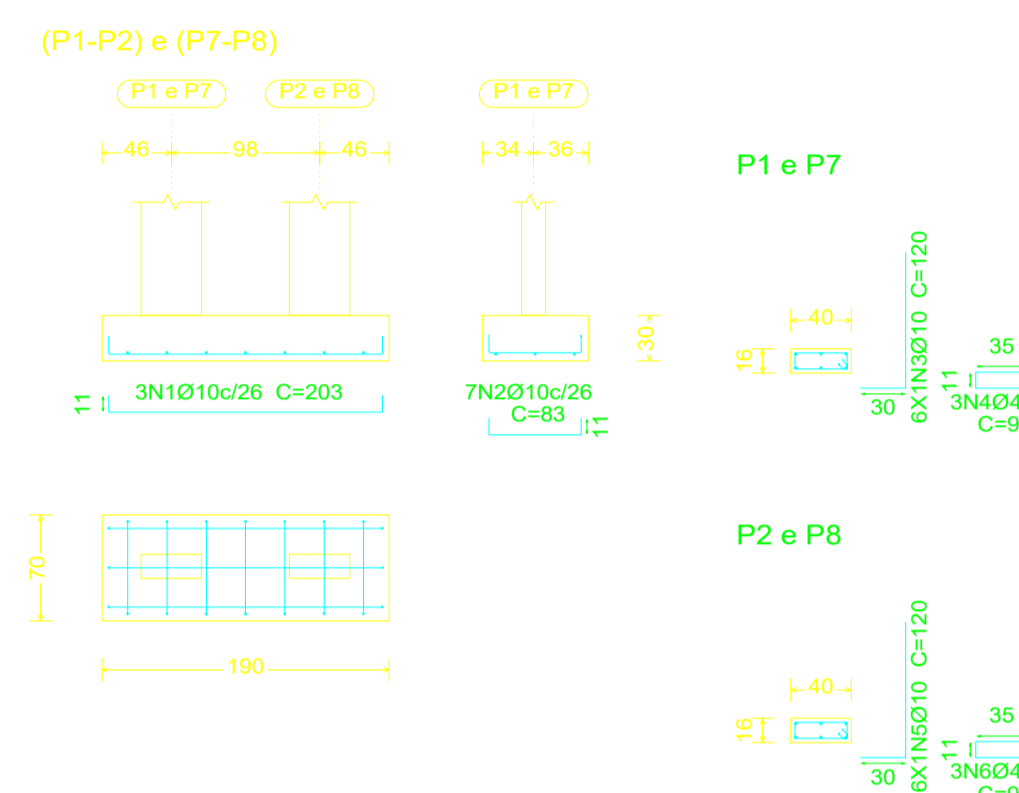 (P1-P2) e (P7-P8)
P1 e P7
P2 e P8
P1 e P7
46
98
46
34
36
30
3N1Ø10c/26 C=203
11
7N2Ø10c/26
C=83
11
70
190
P1 e P7
40
16
30
6X1N3Ø10 C=120
35
11
3N4Ø4
C=9
P2 e P8
40
16
30
6X1N5Ø10 C=120
35
11
3N6Ø4